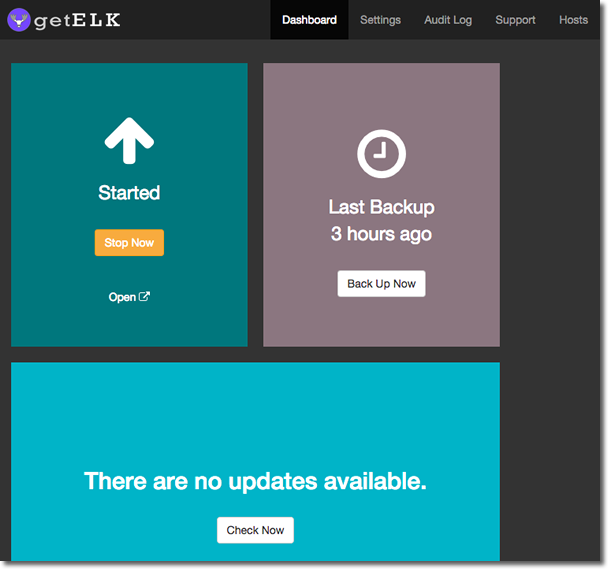 getELK
Dashboard
Settings
Audit Log
Support
Hosts
Started
Stop Now
Open
Last Backup
3 hours ago
Back Up Now
There are no updates available.
Check Now